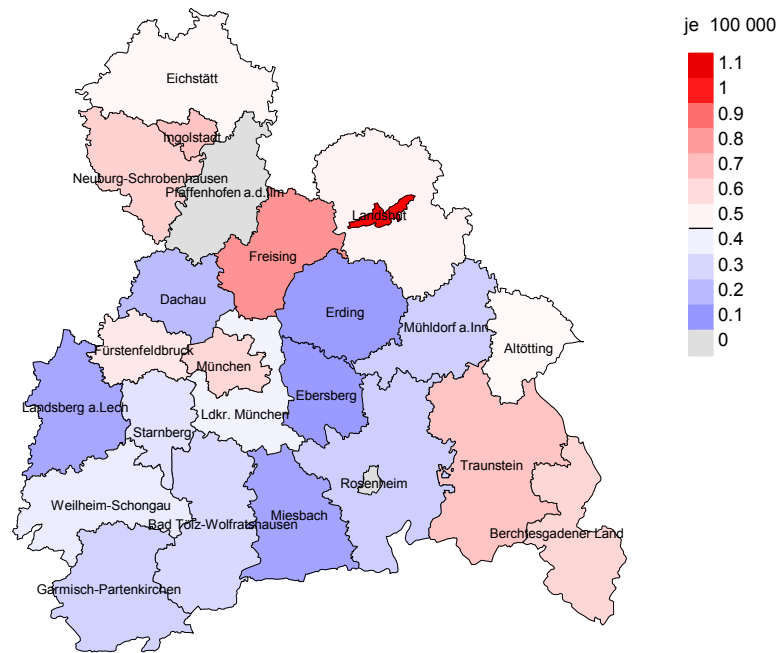 je 100 000
1.1
1
0.9
0.8
0.7
0.6
0.5
0.4
0.3
0.2
0.1
0
Eichstätt
Ingolstadt
Neuburg-Schrobenhausen
Pfaffenhofen a.d.Ilm
Landshut
Freising
Dachau
Erding
Mühldorf a.Inn
Altötting
Fürstenfeldbruck
München
Ebersberg
Landsberg a.Lech
Ldkr. München
Starnberg
Traunstein
Rosenheim
Weilheim-Schongau
Miesbach
Bad Tölz-Wolfratshausen
Berchtesgadener Land
Garmisch-Partenkirchen